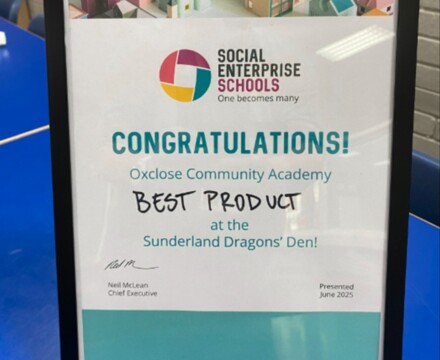 SOCIAL
ENTERPRISE
SCHOOLS
One becomes many
CONGRATULATIONS!
Oxclose Community Academy
BEST PRODUCT
at the
Sunderland Dragons' Den!
Neil McLean
Chief Executive
Presented
June 2025